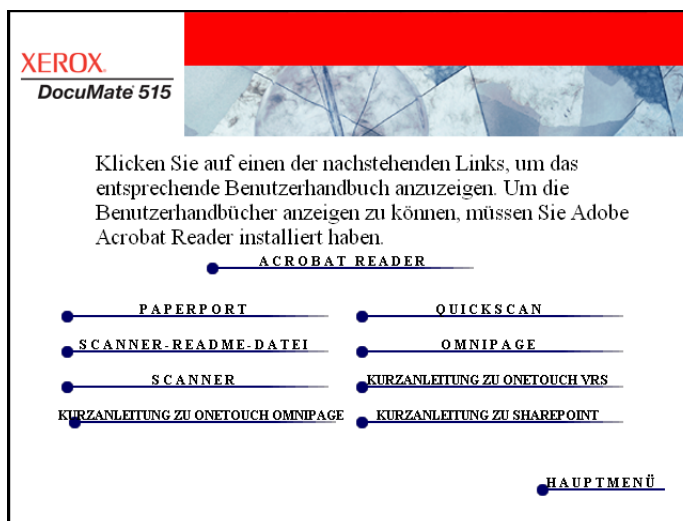 XEROX
DocuMate 515
Klicken Sie auf einen der nachstehenden Links, um das
entsprechende Benutzerhandbuch anzuzeigen. Um die
Benutzerhandbücher anzeigen zu können, müssen Sie Adobe
Acrobat Reader installiert haben.
ACROBAT READER
PAPERPORT
QUICKSCAN
SCANNER-README-DATEI
OMNIPAGE
SCANNER
KURZANLEITUNG ZU ONETOUCH VRS
KURZANLEITUNG ZU ONETOUCH OMNIPAGE
KURZANLEITUNG ZU SHAREPOINT
HAUPTMENÜ